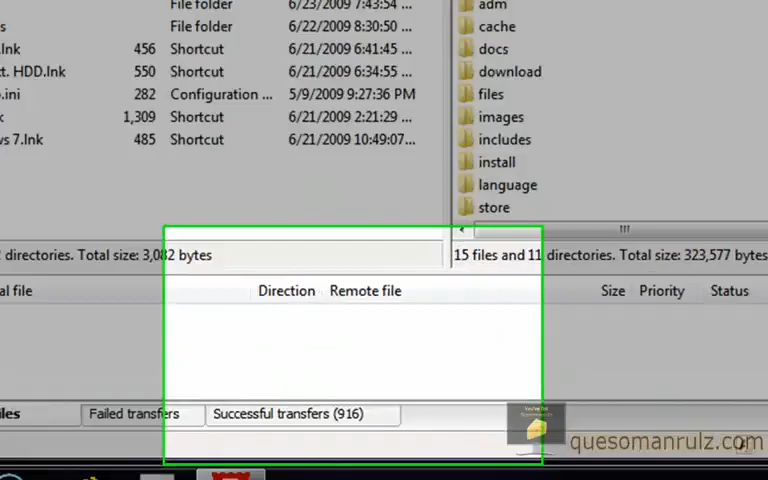 File folder 6/23/2009 7:43:54 ... adm
s File folder 6/22/2009 8:30:50 ... cache
.lnk 456 Shortcut 6/21/2009 6:41:45 ... docs
t. HDD.lnk 550 Shortcut 6/21/2009 6:34:55 ... download
.ini 282 Configuration ... 5/9/2009 9:27:36 PM files
k 1,309 Shortcut 6/21/2009 2:21:29 ... images
vs 7.lnk 485 Shortcut 6/21/2009 10:49:07... includes
install
language
store
directories. Total size: 3,082 bytes 15 files and 11 directories. Total size: 323,577 bytes
al file Direction Remote file Size Priority Status
iles Failed transfers Successful transfers (916)
quesomanrulz.com